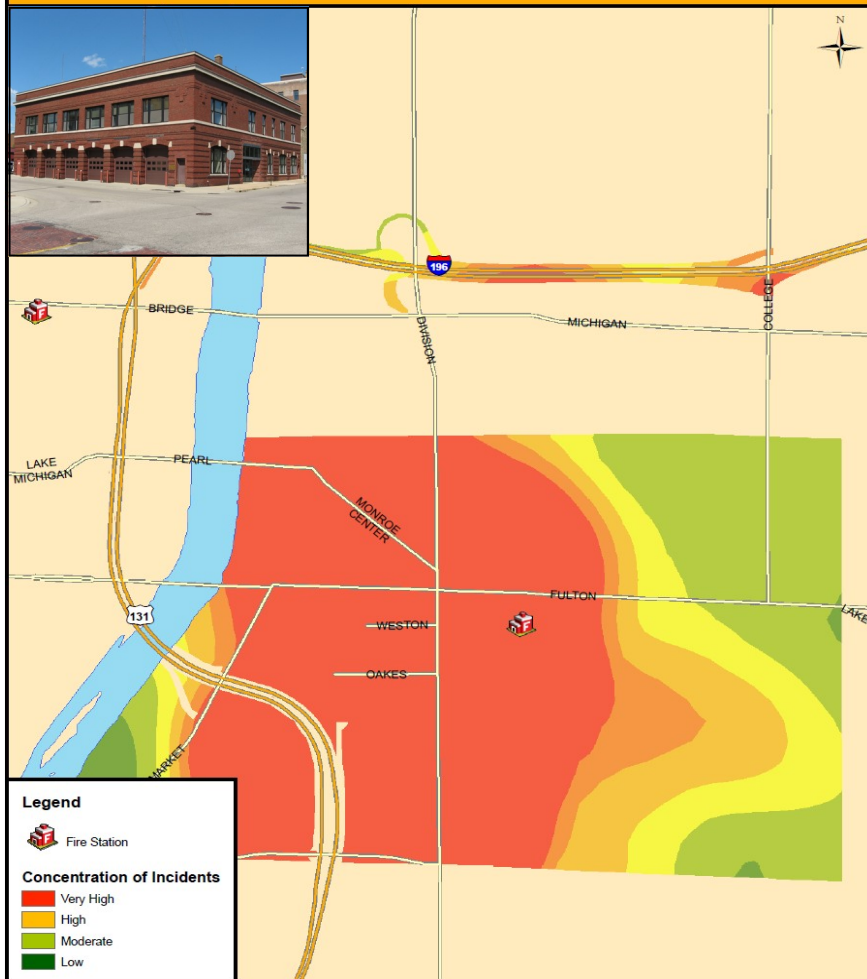 N
196
BRIDGE
MICHIGAN
COLLEGE
DIVISION
LAKE
MICHIGAN
PEARL
MONROE
CENTER
FULTON
LAKE
131
WESTON
OAKES
MARKET
Legend
F
Fire Station
Concentration of Incidents
Very High
High
Moderate
Low